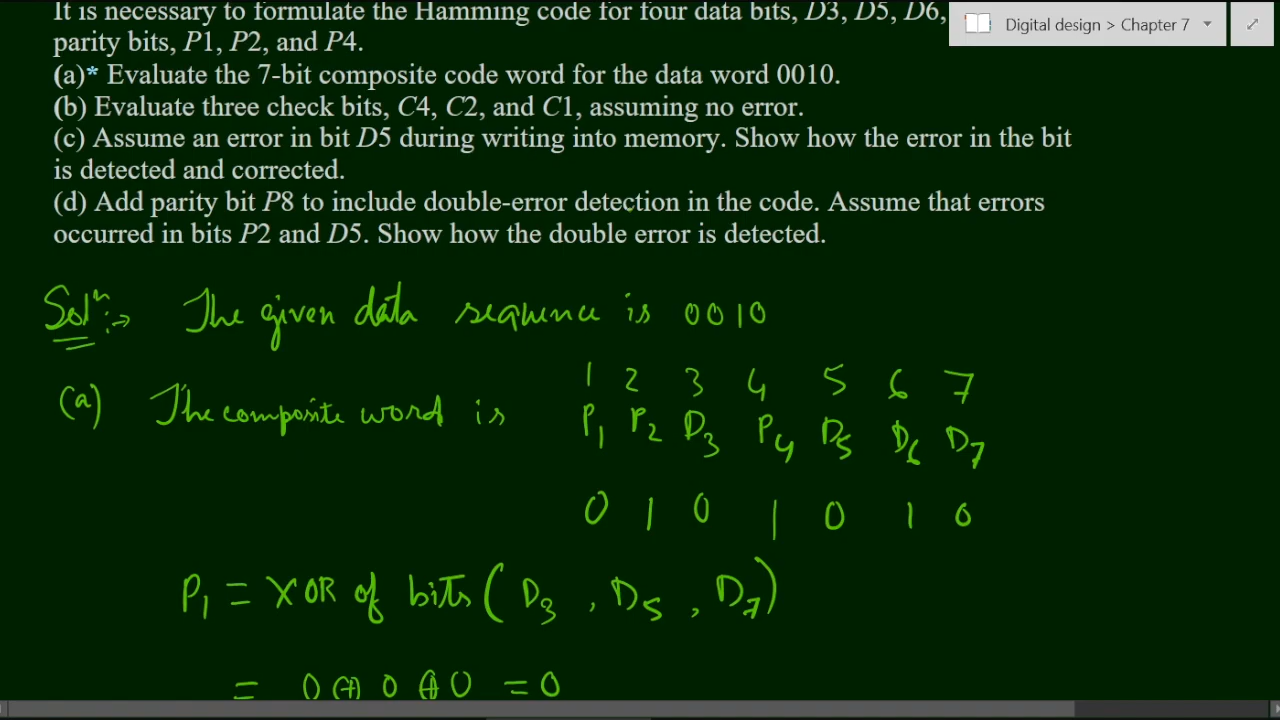 It is necessary to formulate the Hamming code for four data bits, D3, D5, D6,
Digital design > Chapter 7
parity bits, P1, P2, and P4.
(a)* Evaluate the 7-bit composite code word for the data word 0010.
(b) Evaluate three check bits, C4, C2, and C1, assuming no error.
(c) Assume an error in bit D5 during writing into memory. Show how the error in the bit
is detected and corrected.
(d) Add parity bit P8 to include double-error detection in the code. Assume that errors
occurred in bits P2 and D5. Show how the double error is detected.
Solⁿ:→ The given data sequence is 0010
1 2 3 4 5 6 7
(a) The composite word is P₁ P₂ D₃ P₄ D₅ D₆ D₇
0 1 0 1 0 1 0
P₁ = XOR of bits (D₃, D₅, D₇)
= 0 ⊕ 0 ⊕ 0 = 0